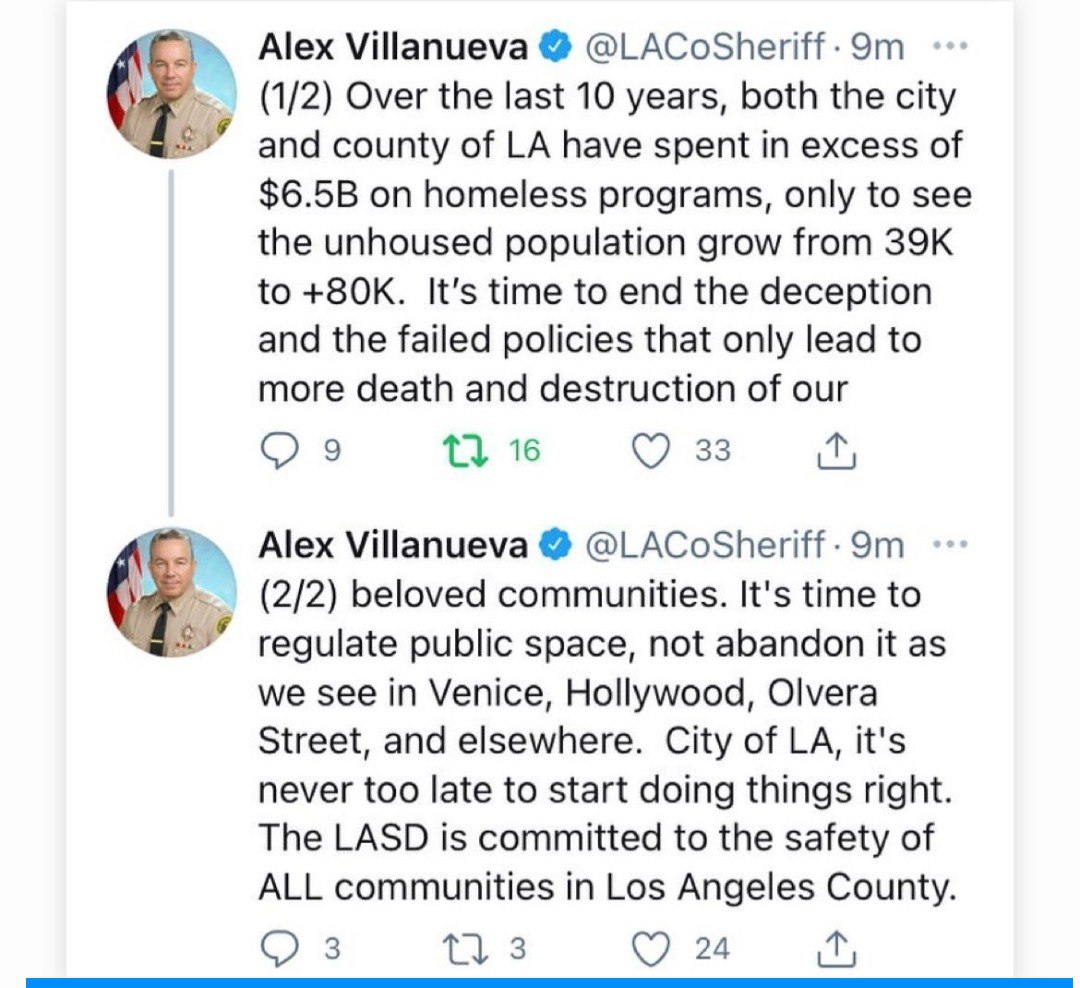 Alex Villanueva @LACoSheriff · 9m ...
(1/2) Over the last 10 years, both the city
and county of LA have spent in excess of
$6.5B on homeless programs, only to see
the unhoused population grow from 39K
to +80K.  It’s time to end the deception
and the failed policies that only lead to
more death and destruction of our
9 16 33
Alex Villanueva @LACoSheriff · 9m ...
(2/2) beloved communities. It's time to
regulate public space, not abandon it as
we see in Venice, Hollywood, Olvera
Street, and elsewhere.  City of LA, it's
never too late to start doing things right.
The LASD is committed to the safety of
ALL communities in Los Angeles County.
3 3 24